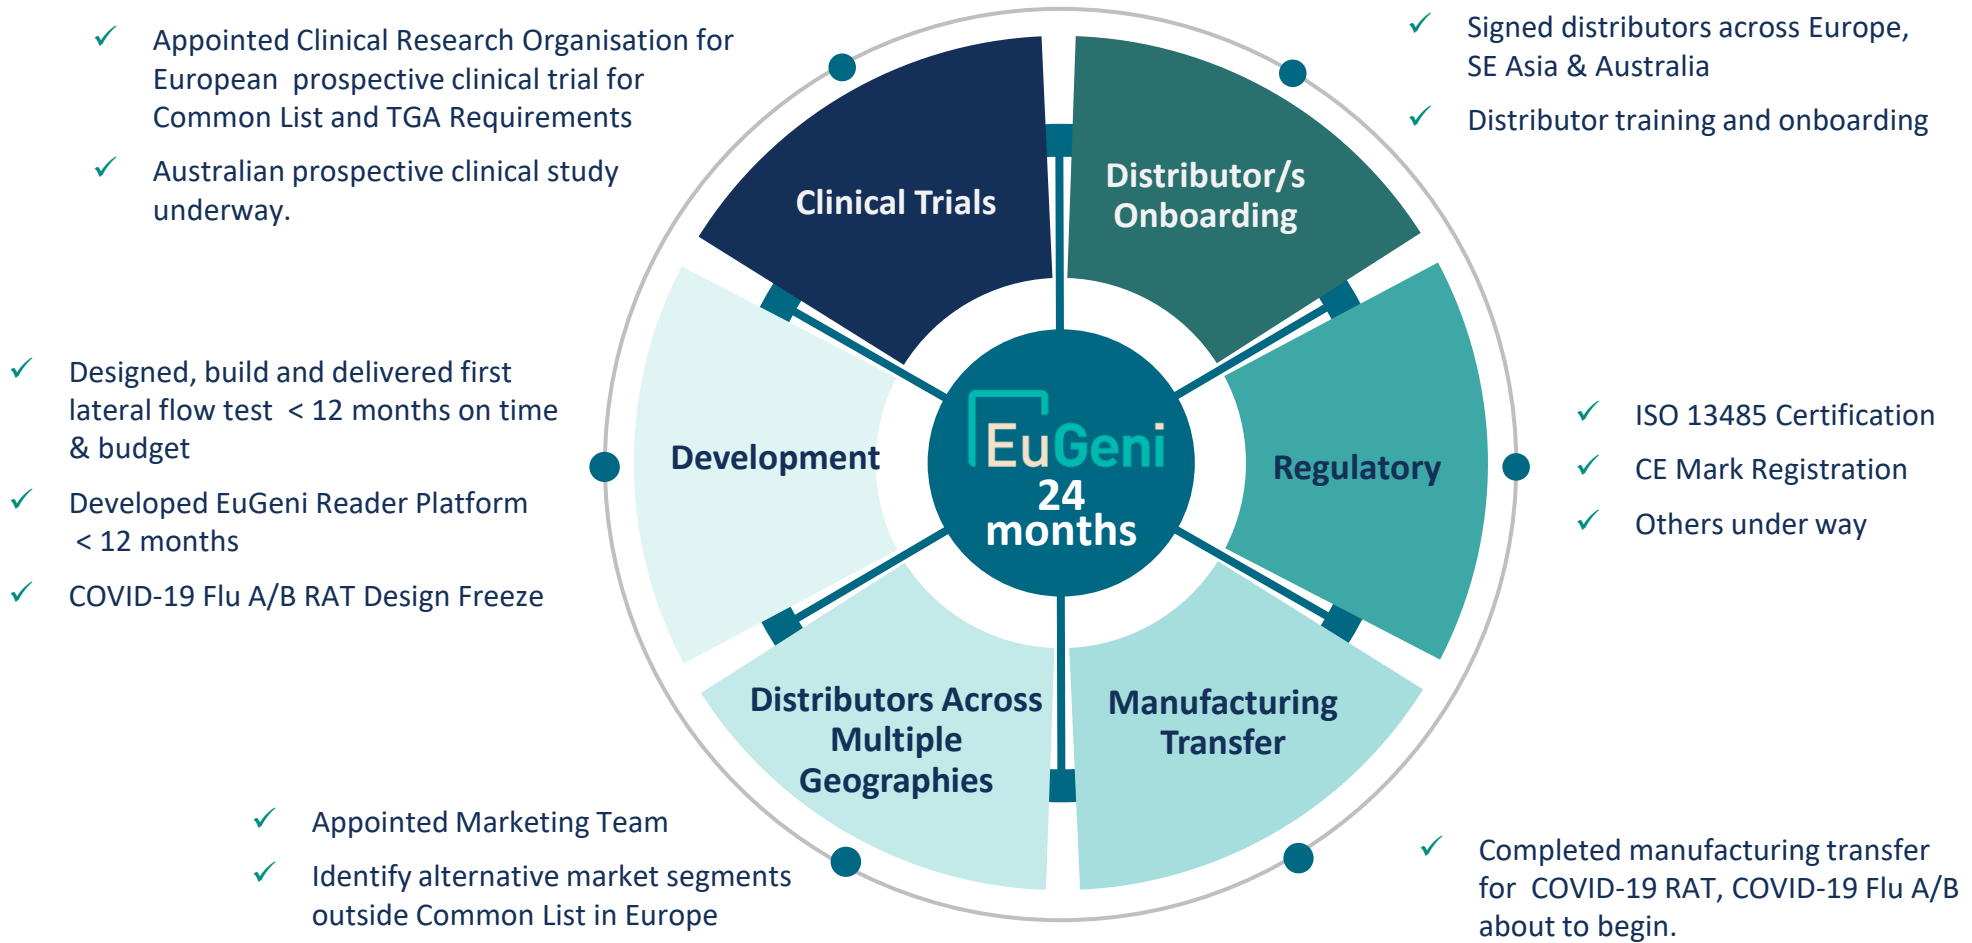 Appointed Clinical Research Organisation for
European prospective clinical trial for
Common List and TGA Requirements
Australian prospective clinical study
underway.
Signed distributors across Europe,
SE Asia & Australia
Distributor training and onboarding
Clinical Trials
Distributor/s
Onboarding
Designed, build and delivered first
lateral flow test < 12 months on time
& budget
Developed EuGeni Reader Platform
< 12 months
COVID-19 Flu A/B RAT Design Freeze
Development
EuGeni
24
months
Regulatory
ISO 13485 Certification
CE Mark Registration
Others under way
Distributors Across
Multiple
Geographies
Manufacturing
Transfer
Appointed Marketing Team
Identify alternative market segments
outside Common List in Europe
Completed manufacturing transfer
for COVID-19 RAT, COVID-19 Flu A/B
about to begin.